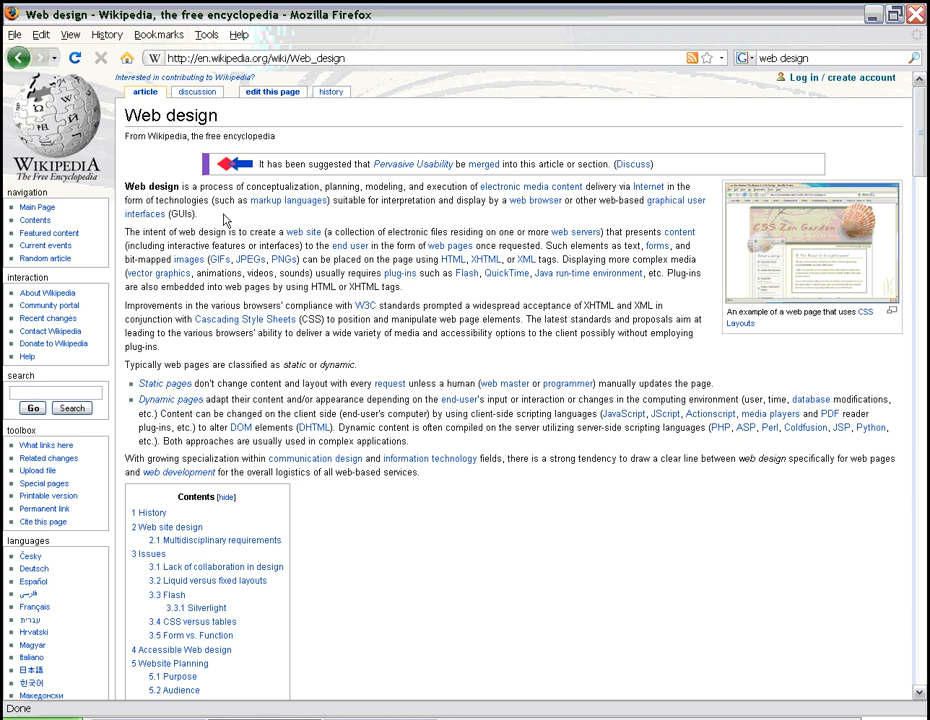 Web design - Wikipedia, the free encyclopedia - Mozilla Firefox
File Edit View History Bookmarks Tools Help
http://en.wikipedia.org/wiki/Web_design
web design
Interested in contributing to Wikipedia?
Log in / create account
article discussion edit this page history
WIKIPEDIA
The Free Encyclopedia
navigation
Main Page
Contents
Featured content
Current events
Random article
interaction
About Wikipedia
Community portal
Recent changes
Contact Wikipedia
Donate to Wikipedia
Help
search
Go Search
toolbox
What links here
Related changes
Upload file
Special pages
Printable version
Permanent link
Cite this page
languages
Česky
Deutsch
Español
فارسی
Français
עברית
Hrvatski
Magyar
Italiano
日本語
한국어
Македонски
Web design
From Wikipedia, the free encyclopedia
It has been suggested that Pervasive Usability be merged into this article or section. (Discuss)
Web design is a process of conceptualization, planning, modeling, and execution of electronic media content delivery via Internet in the
form of technologies (such as markup languages) suitable for interpretation and display by a web browser or other web-based graphical user
interfaces (GUIs).
The intent of web design is to create a web site (a collection of electronic files residing on one or more web servers) that presents content
(including interactive features or interfaces) to the end user in the form of web pages once requested. Such elements as text, forms, and
bit-mapped images (GIFs, JPEGs, PNGs) can be placed on the page using HTML, XHTML, or XML tags. Displaying more complex media
(vector graphics, animations, videos, sounds) usually requires plug-ins such as Flash, QuickTime, Java run-time environment, etc. Plug-ins
are also embedded into web pages by using HTML or XHTML tags.
Improvements in the various browsers' compliance with W3C standards prompted a widespread acceptance of XHTML and XML in
conjunction with Cascading Style Sheets (CSS) to position and manipulate web page elements. The latest standards and proposals aim at
leading to the various browsers' ability to deliver a wide variety of media and accessibility options to the client possibly without employing
plug-ins.
CSS Zen Garden
An example of a web page that uses CSS
Layouts
Typically web pages are classified as static or dynamic.
Static pages don't change content and layout with every request unless a human (web master or programmer) manually updates the page.
Dynamic pages adapt their content and/or appearance depending on the end-user's input or interaction or changes in the computing environment (user, time, database modifications,
etc.) Content can be changed on the client side (end-user's computer) by using client-side scripting languages (JavaScript, JScript, Actionscript, media players and PDF reader
plug-ins, etc.) to alter DOM elements (DHTML). Dynamic content is often compiled on the server utilizing server-side scripting languages (PHP, ASP, Perl, Coldfusion, JSP, Python,
etc.). Both approaches are usually used in complex applications.
With growing specialization within communication design and information technology fields, there is a strong tendency to draw a clear line between web design specifically for web pages
and web development for the overall logistics of all web-based services.
Contents [hide]
1 History
2 Web site design
2.1 Multidisciplinary requirements
3 Issues
3.1 Lack of collaboration in design
3.2 Liquid versus fixed layouts
3.3 Flash
3.3.1 Silverlight
3.4 CSS versus tables
3.5 Form vs. Function
4 Accessible Web design
5 Website Planning
5.1 Purpose
5.2 Audience
Done